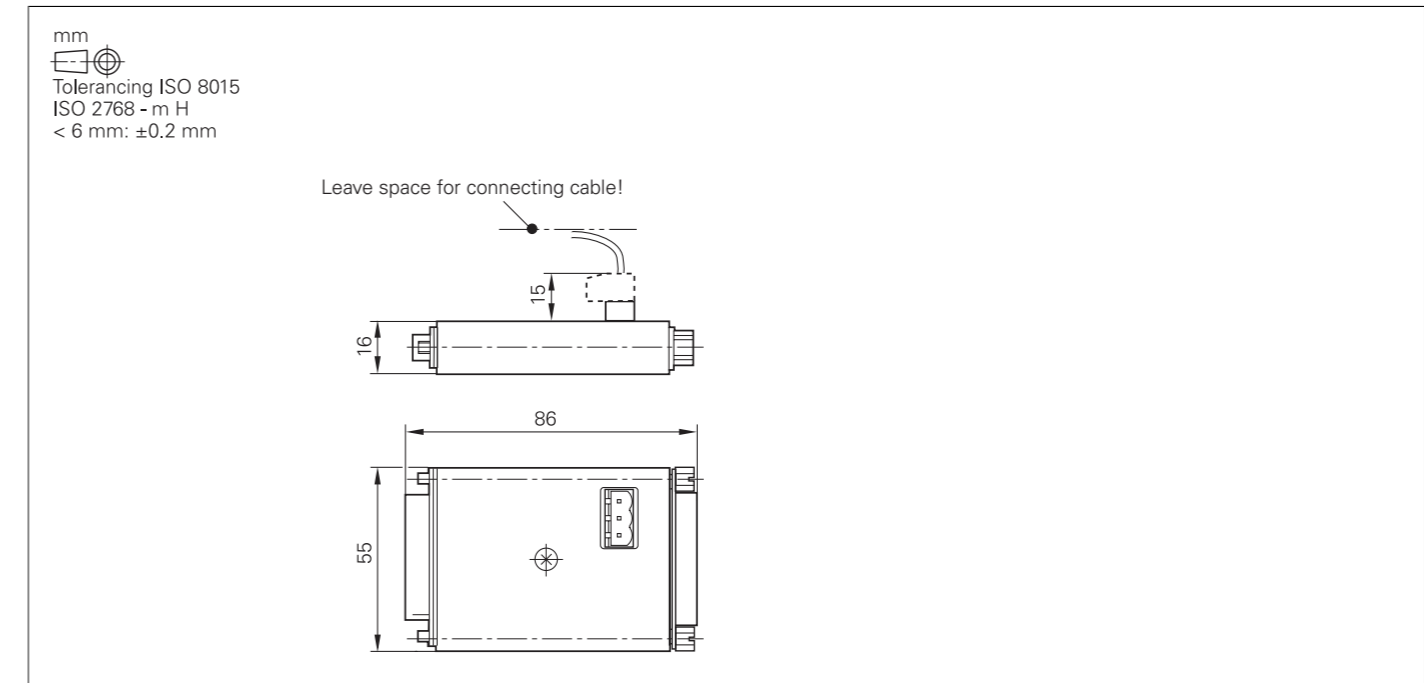 mm
Tolerancing ISO 8015
ISO 2768 - m H
< 6 mm: ±0.2 mm
Leave space for connecting cable!
15
16
86
55